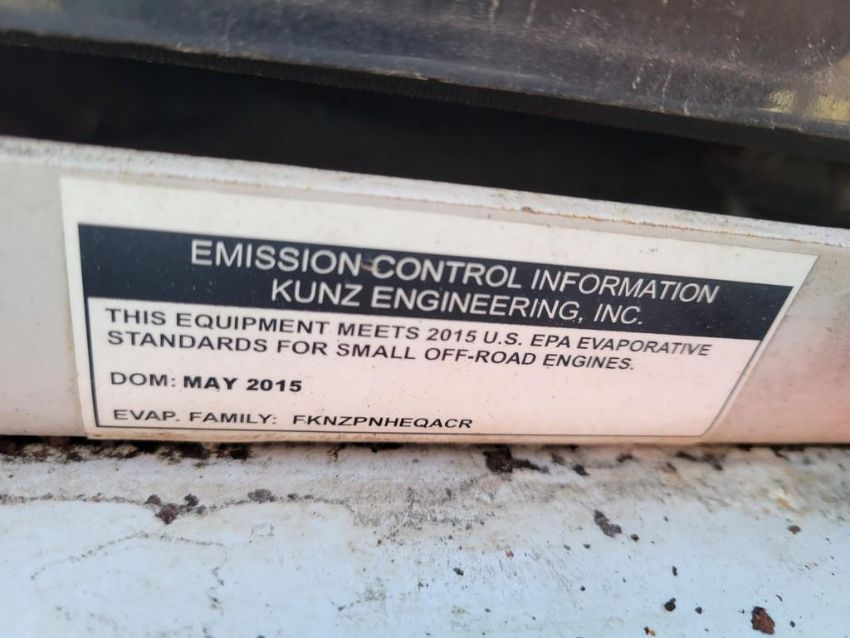 EMISSION CONTROL INFORMATION
KUNZ ENGINEERING, INC.
THIS EQUIPMENT MEETS 2015 U.S. EPA EVAPORATIVE
STANDARDS FOR SMALL OFF-ROAD ENGINES.
DOM: MAY 2015
EVAP. FAMILY: FKNZPNHEQACR